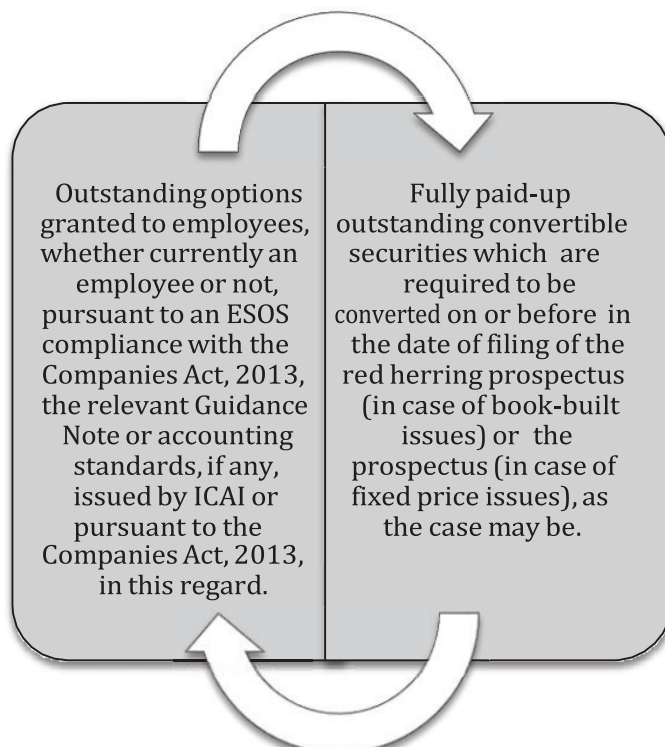 Outstanding options
granted to employees,
whether currently an
employee or not,
pursuant to an ESOS
compliance with the
Companies Act, 2013,
the relevant Guidance
Note or accounting
standards, if any,
issued by ICAI or
pursuant to the
Companies Act, 2013,
in this regard.
Fully paid-up
outstanding convertible
securities which are
required to be
converted on or before in
the date of filing of the
red herring prospectus
(in case of book-built
issues) or the
prospectus (in case of
fixed price issues), as
the case may be.